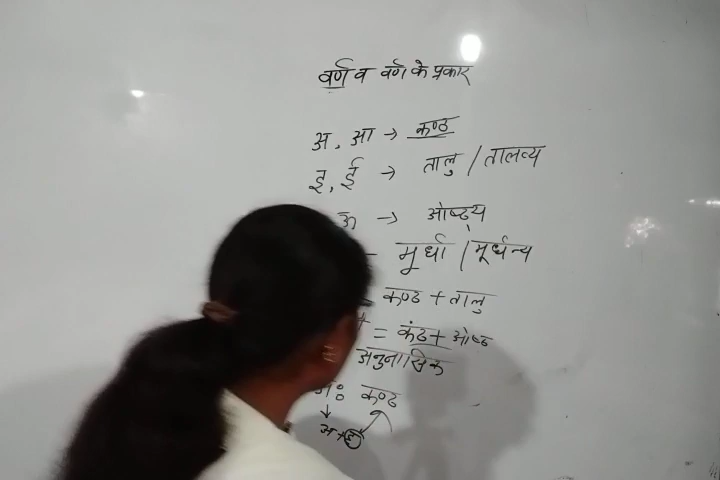 वर्ण व वर्ण के प्रकार
अ, आ → कण्ठ
इ, ई → तालु / तालव्य
ऊ → ओष्ठ्य
– मूर्धा / मूर्धन्य
= कण्ठ + तालु
= कंठ + ओष्ठ
अनुनासिक
अः कण्ठ
↓
अ + ह